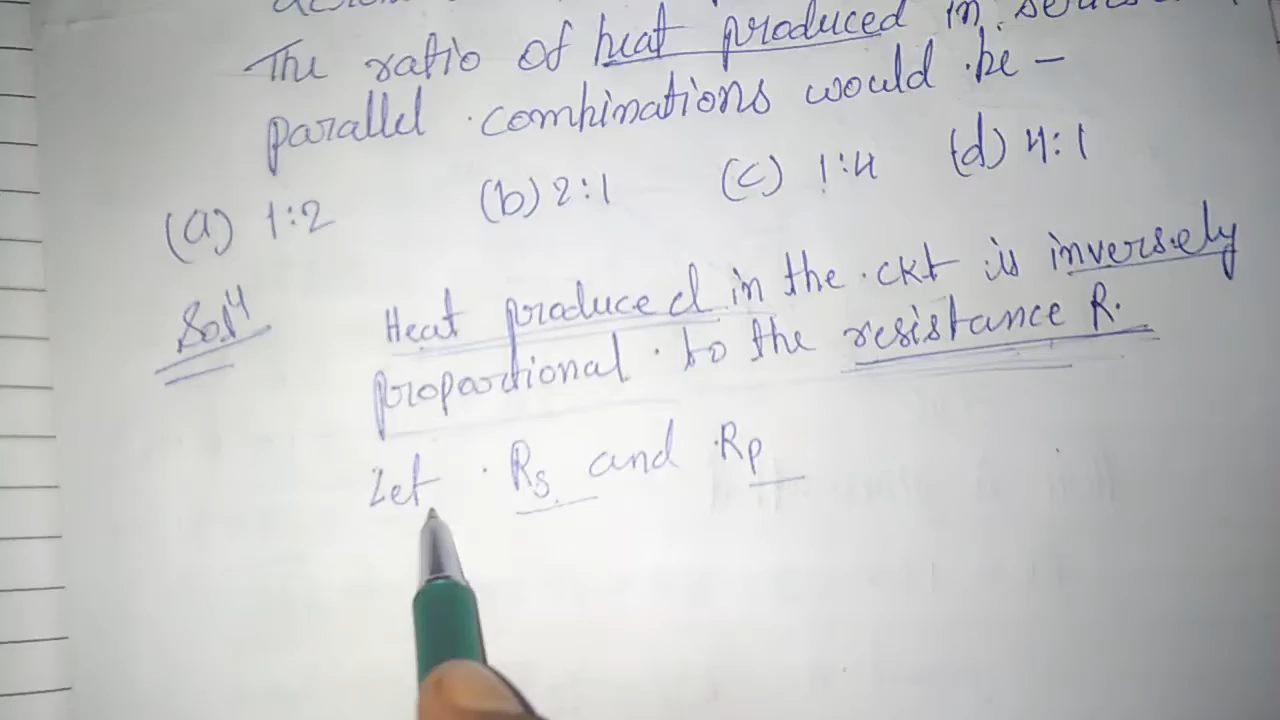 The ratio of heat produced in
parallel combinations would be -
(a) 1:2 (b) 2:1 (c) 1:4 (d) 4:1
Sol4 Heat produced in the ckt is inversely
proportional to the resistance R.
Let Rs and Rp